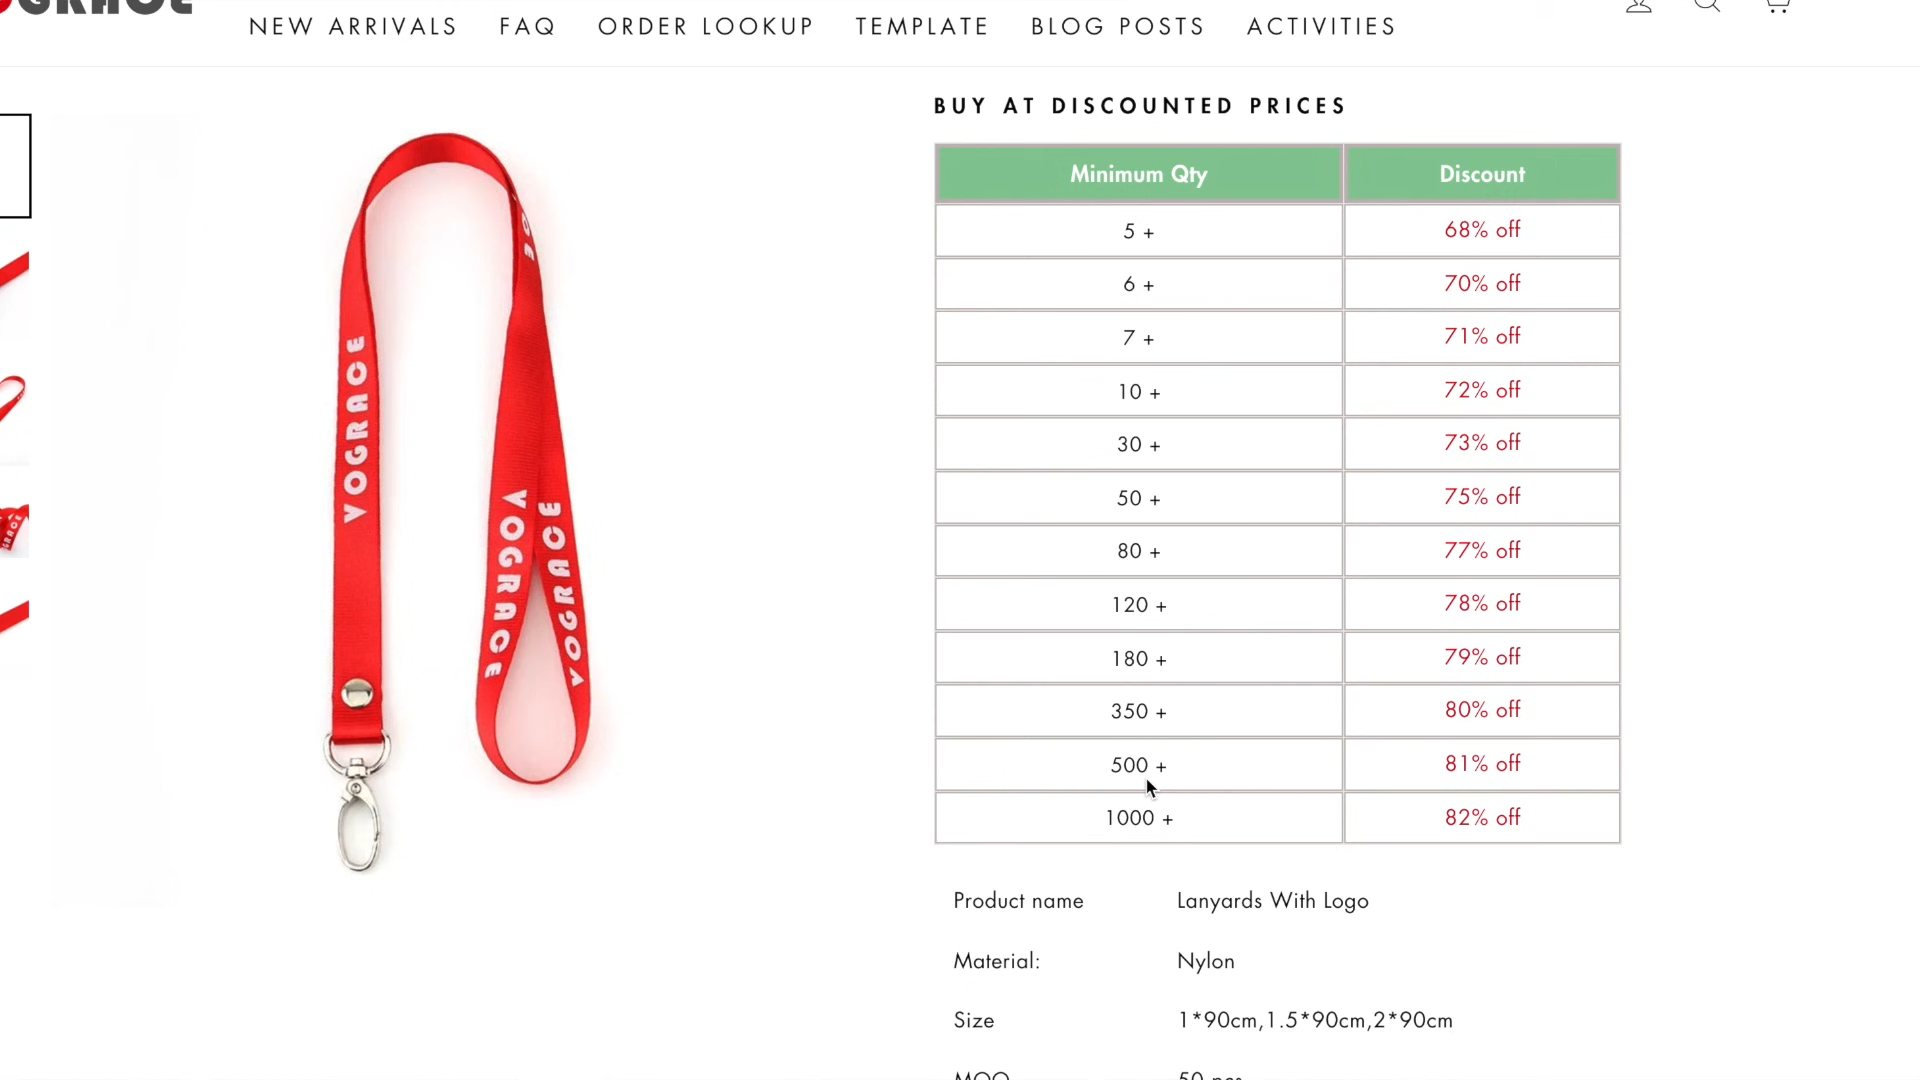 NEW ARRIVALS FAQ ORDER LOOKUP TEMPLATE BLOG POSTS ACTIVITIES
BUY AT DISCOUNTED PRICES
Minimum Qty Discount
5 + 68% off
6 + 70% off
7 + 71% off
10 + 72% off
30 + 73% off
50 + 75% off
80 + 77% off
120 + 78% off
180 + 79% off
350 + 80% off
500 + 81% off
1000 + 82% off
Product name Lanyards With Logo
Material: Nylon
Size 1*90cm,1.5*90cm,2*90cm
MOQ 50 pcs
VOGRACE
VOGRACE
VOGRACE